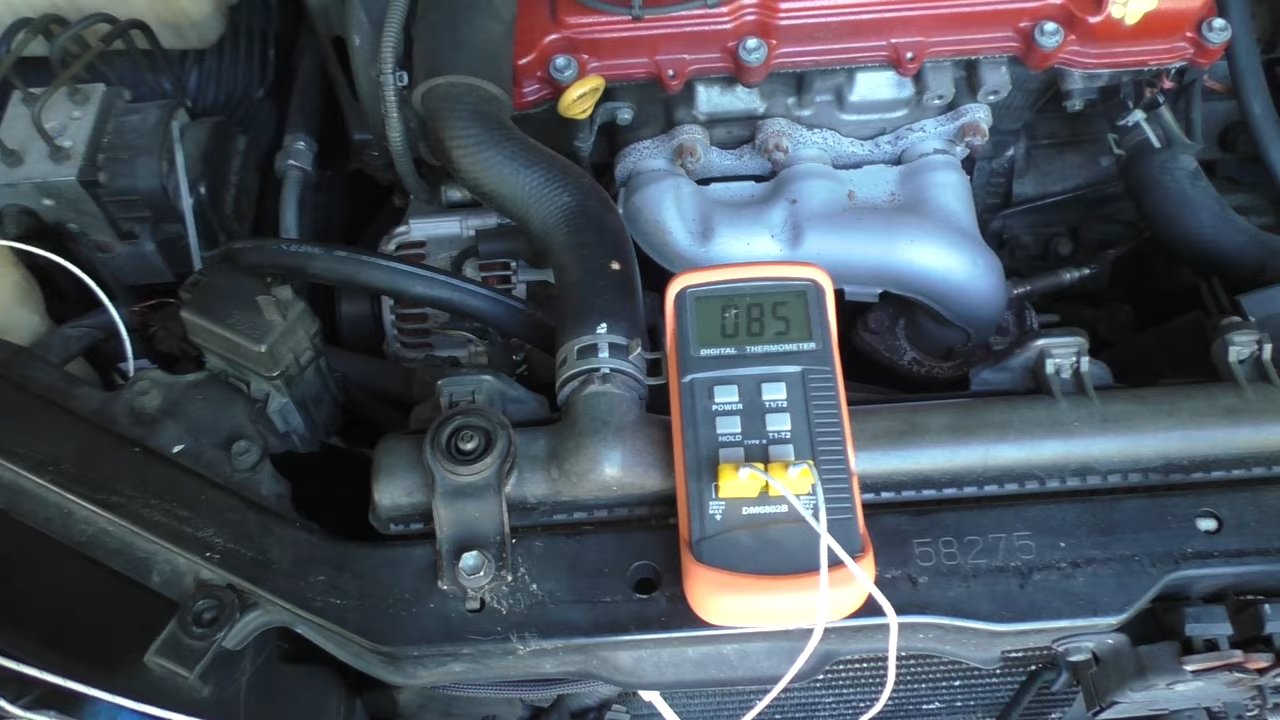 085
DIGITAL THERMOMETER
POWER T1/T2
HOLD T1-T2
TYPE K
DM6802B
58275